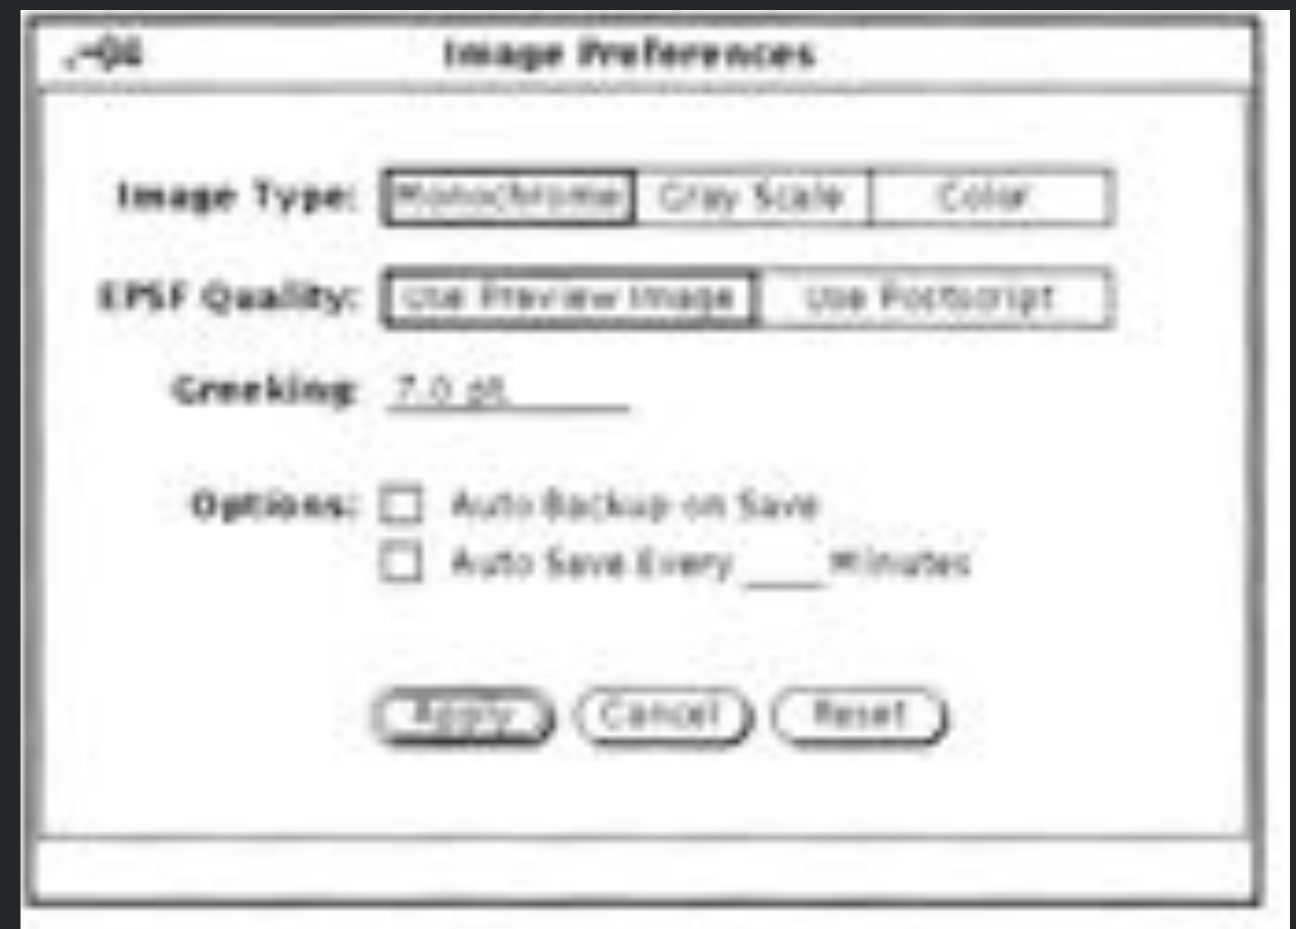 Image Preferences
Image Type: Monochrome Gray Scale Color
EPSF Quality: Use Preview Image Use Postscript
Greeking: 7.0 pt.
Options: Auto Backup on Save
Auto Save Every ____ Minutes
Apply Cancel Reset